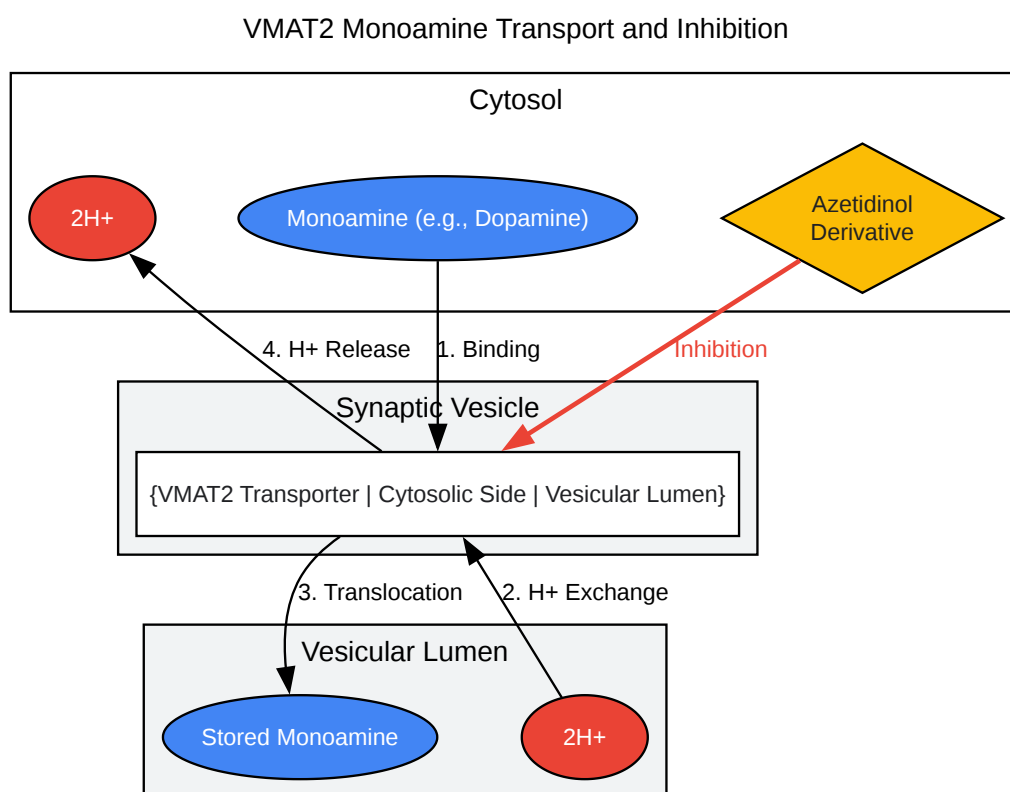 VMAT2 Monoamine Transport and Inhibition
Cytosol
2H+
Monoamine (e.g., Dopamine)
Azetidinol
Derivative
4. H+ Release
1. Binding
Inhibition
Synaptic Vesicle
{VMAT2 Transporter | Cytosolic Side | Vesicular Lumen}
3. Translocation
2. H+ Exchange
Vesicular Lumen
Stored Monoamine
2H+